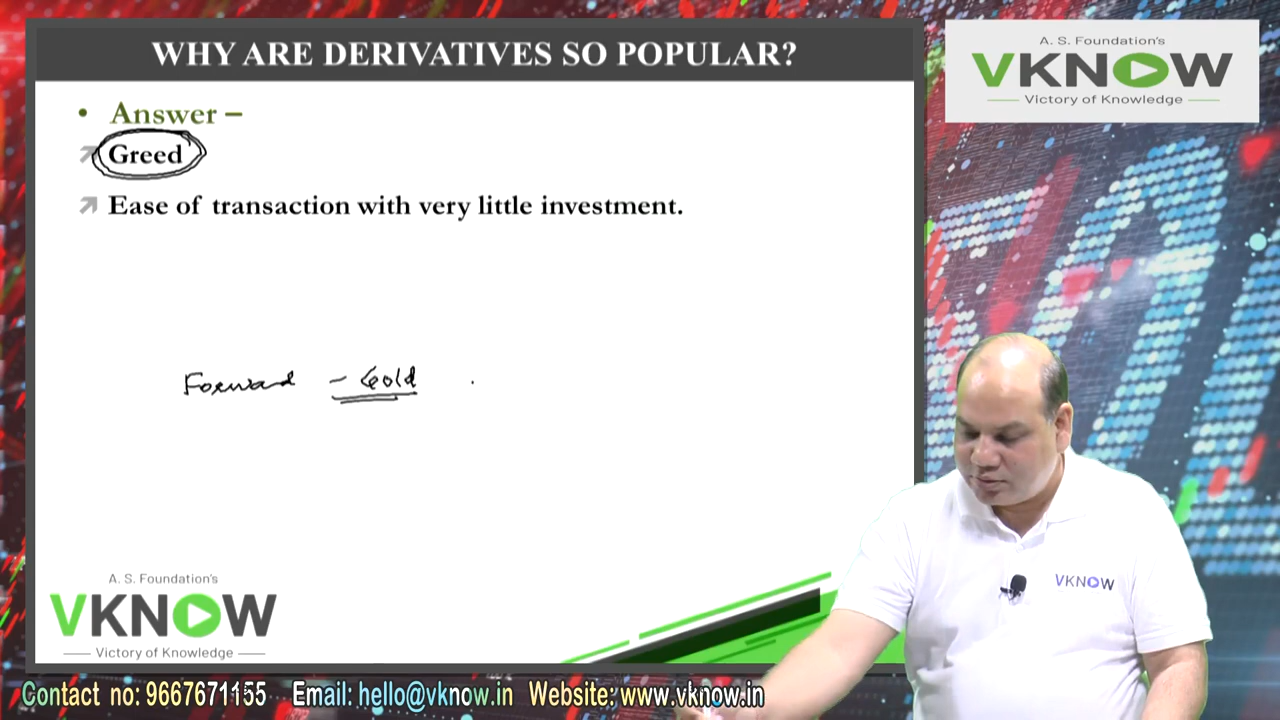 WHY ARE DERIVATIVES SO POPULAR?
• Answer –
Greed
Ease of transaction with very little investment.
Forward – Gold
A. S. Foundation's
VKNOW
Victory of Knowledge
A. S. Foundation's
VKNOW
Victory of Knowledge
VKNOW
Contact no: 9667671155 Email: hello@vknow.in Website: www.vknow.in